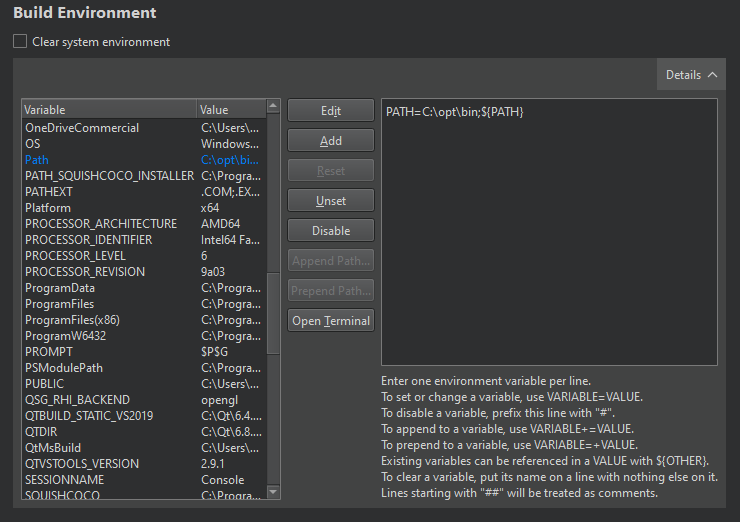 Build Environment
Clear system environment
Details
Variable Value
OneDriveCommercial C:\Users\...
OS Windows...
Path C:\opt\bi...
PATH_SQUISHCOCO_INSTALLER C:\Progra...
PATHEXT .COM;.EX...
Platform x64
PROCESSOR_ARCHITECTURE AMD64
PROCESSOR_IDENTIFIER Intel64 Fa...
PROCESSOR_LEVEL 6
PROCESSOR_REVISION 9a03
ProgramData C:\Progra...
ProgramFiles C:\Progra...
ProgramFiles(x86) C:\Progra...
ProgramW6432 C:\Progra...
PROMPT $P$G
PSModulePath C:\Progra...
PUBLIC C:\Users\...
QSG_RHI_BACKEND opengl
QTBUILD_STATIC_VS2019 C:\Qt\6.4....
QTDIR C:\Qt\6.8....
QtMsBuild C:\Users\...
QTVSTOOLS_VERSION 2.9.1
SESSIONNAME Console
SQUISHCOCO C:\Progra...
Edit
Add
Reset
Unset
Disable
Append Path...
Prepend Path...
Open Terminal
PATH=C:\opt\bin;${PATH}
Enter one environment variable per line.
To set or change a variable, use VARIABLE=VALUE.
To disable a variable, prefix this line with "#".
To append to a variable, use VARIABLE+=VALUE.
To prepend to a variable, use VARIABLE=+VALUE.
Existing variables can be referenced in a VALUE with ${OTHER}.
To clear a variable, put its name on a line with nothing else on it.
Lines starting with "##" will be treated as comments.